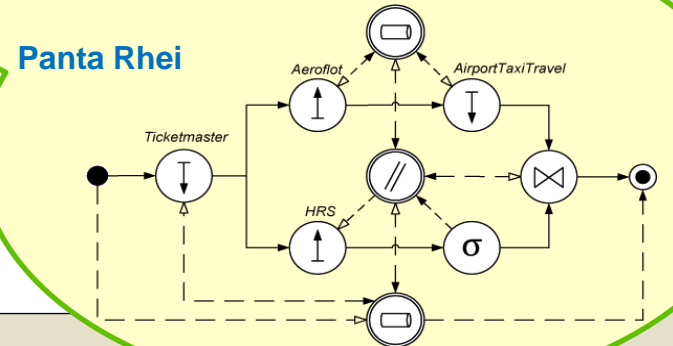 Panta Rhei
Aeroflot
AirportTaxiTravel
Ticketmaster
//
HRS
σ